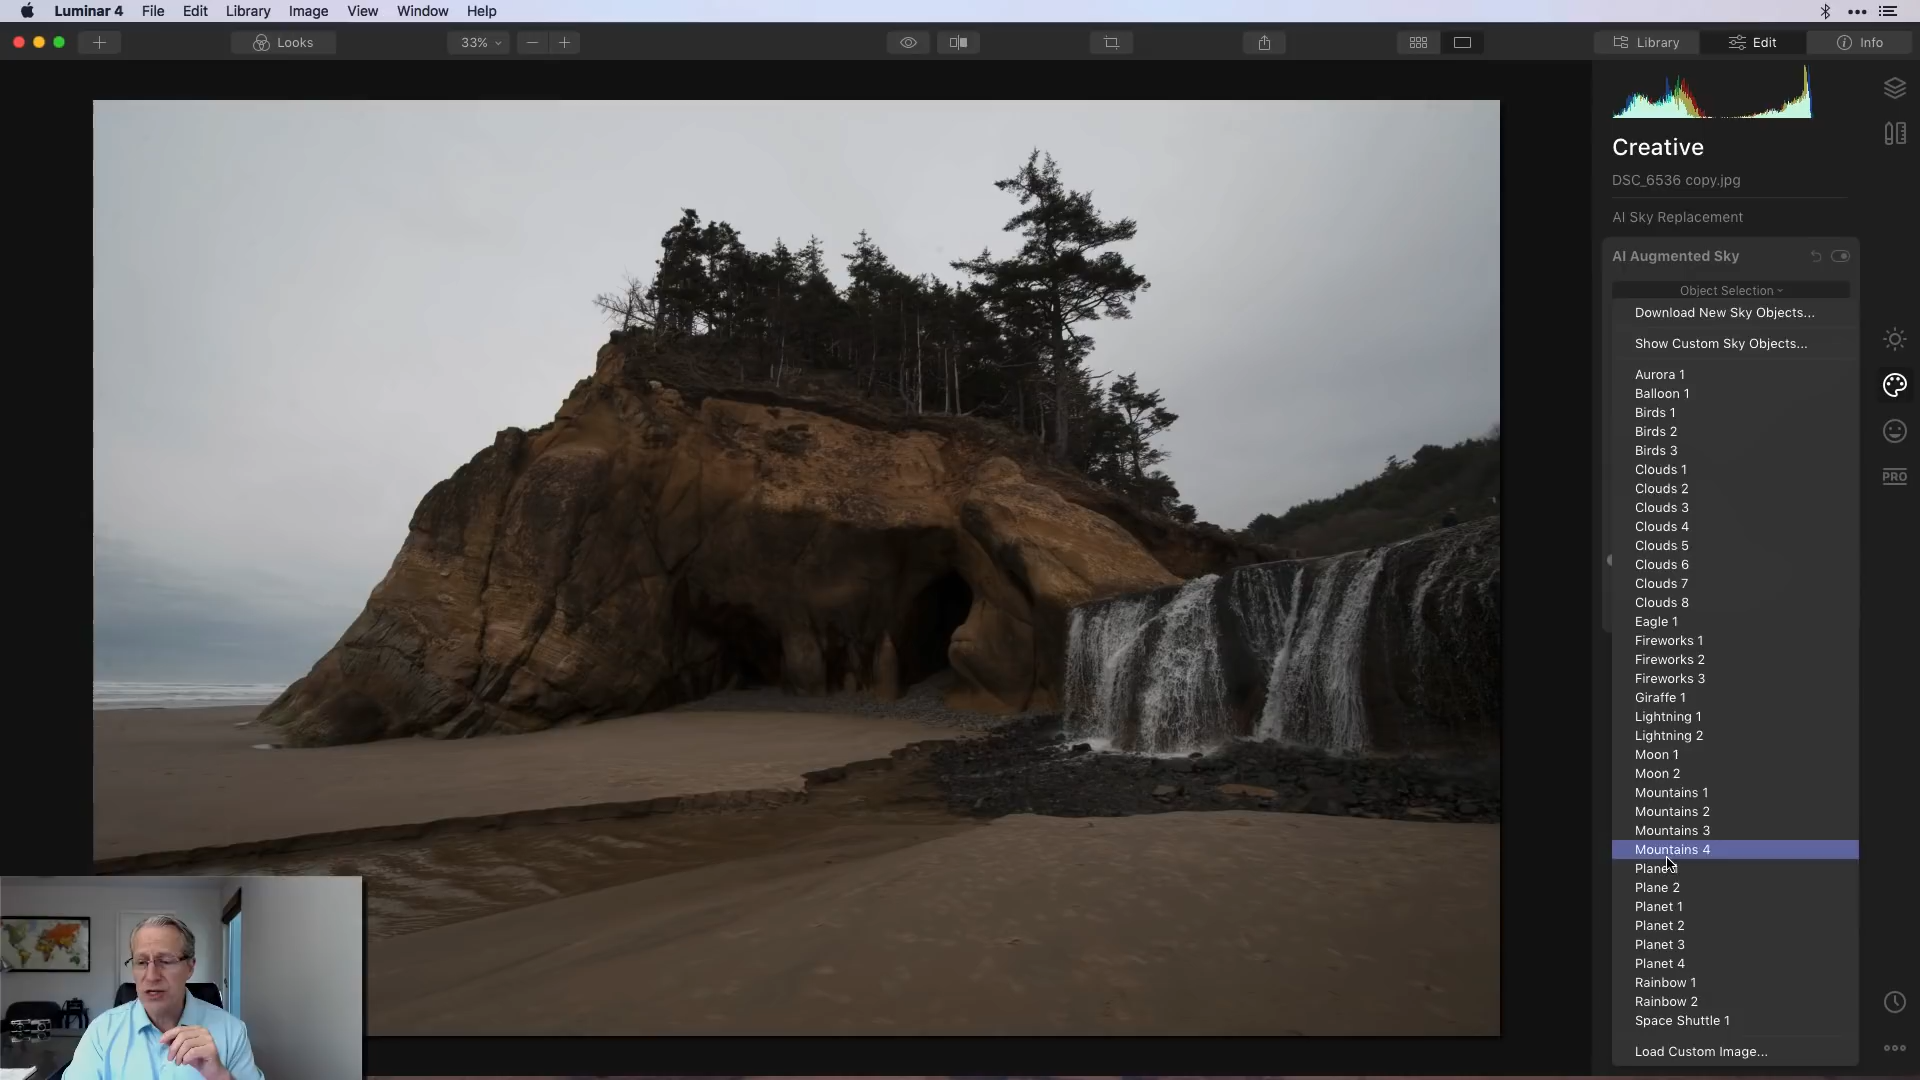 Luminar 4 File Edit Library Image View Window Help
Looks 33% Library Edit Info
Creative
DSC_6536 copy.jpg
AI Sky Replacement
AI Augmented Sky
Object Selection
Download New Sky Objects...
Show Custom Sky Objects...
Aurora 1
Balloon 1
Birds 1
Birds 2
Birds 3
Clouds 1
Clouds 2
Clouds 3
Clouds 4
Clouds 5
Clouds 6
Clouds 7
Clouds 8
Eagle 1
Fireworks 1
Fireworks 2
Fireworks 3
Giraffe 1
Lightning 1
Lightning 2
Moon 1
Moon 2
Mountains 1
Mountains 2
Mountains 3
Mountains 4
Plane 1
Plane 2
Planet 1
Planet 2
Planet 3
Planet 4
Rainbow 1
Rainbow 2
Space Shuttle 1
Load Custom Image...
PRO